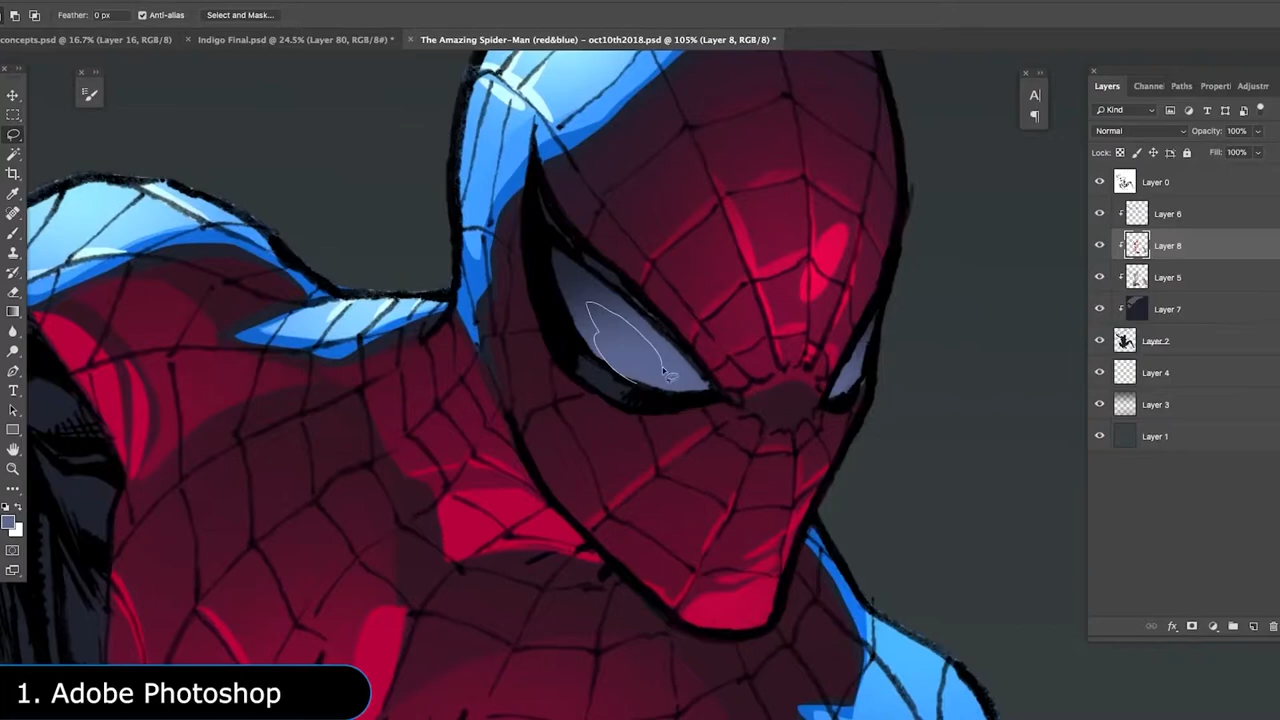 Feather: 0 px Anti-alias Select and Mask...
concepts.psd @ 16.7% (Layer 16, RGB/8) × Indigo Final.psd @ 24.5% (Layer 80, RGB/8#) * × The Amazing Spider-Man (red&blue) – oct10th2018.psd @ 105% (Layer 8, RGB/8) *
Layers Channe Paths Properti Adjustm
Kind
Normal Opacity: 100%
Lock: Fill: 100%
Layer 0
Layer 6
Layer 8
Layer 5
Layer 7
Layer 2
Layer 4
Layer 3
Layer 1
1. Adobe Photoshop